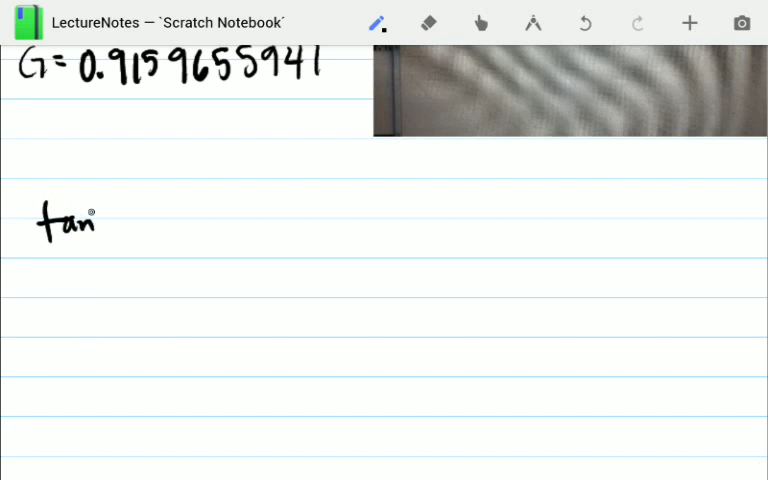 LectureNotes — `Scratch Notebook´
G = 0.9159655941
tan